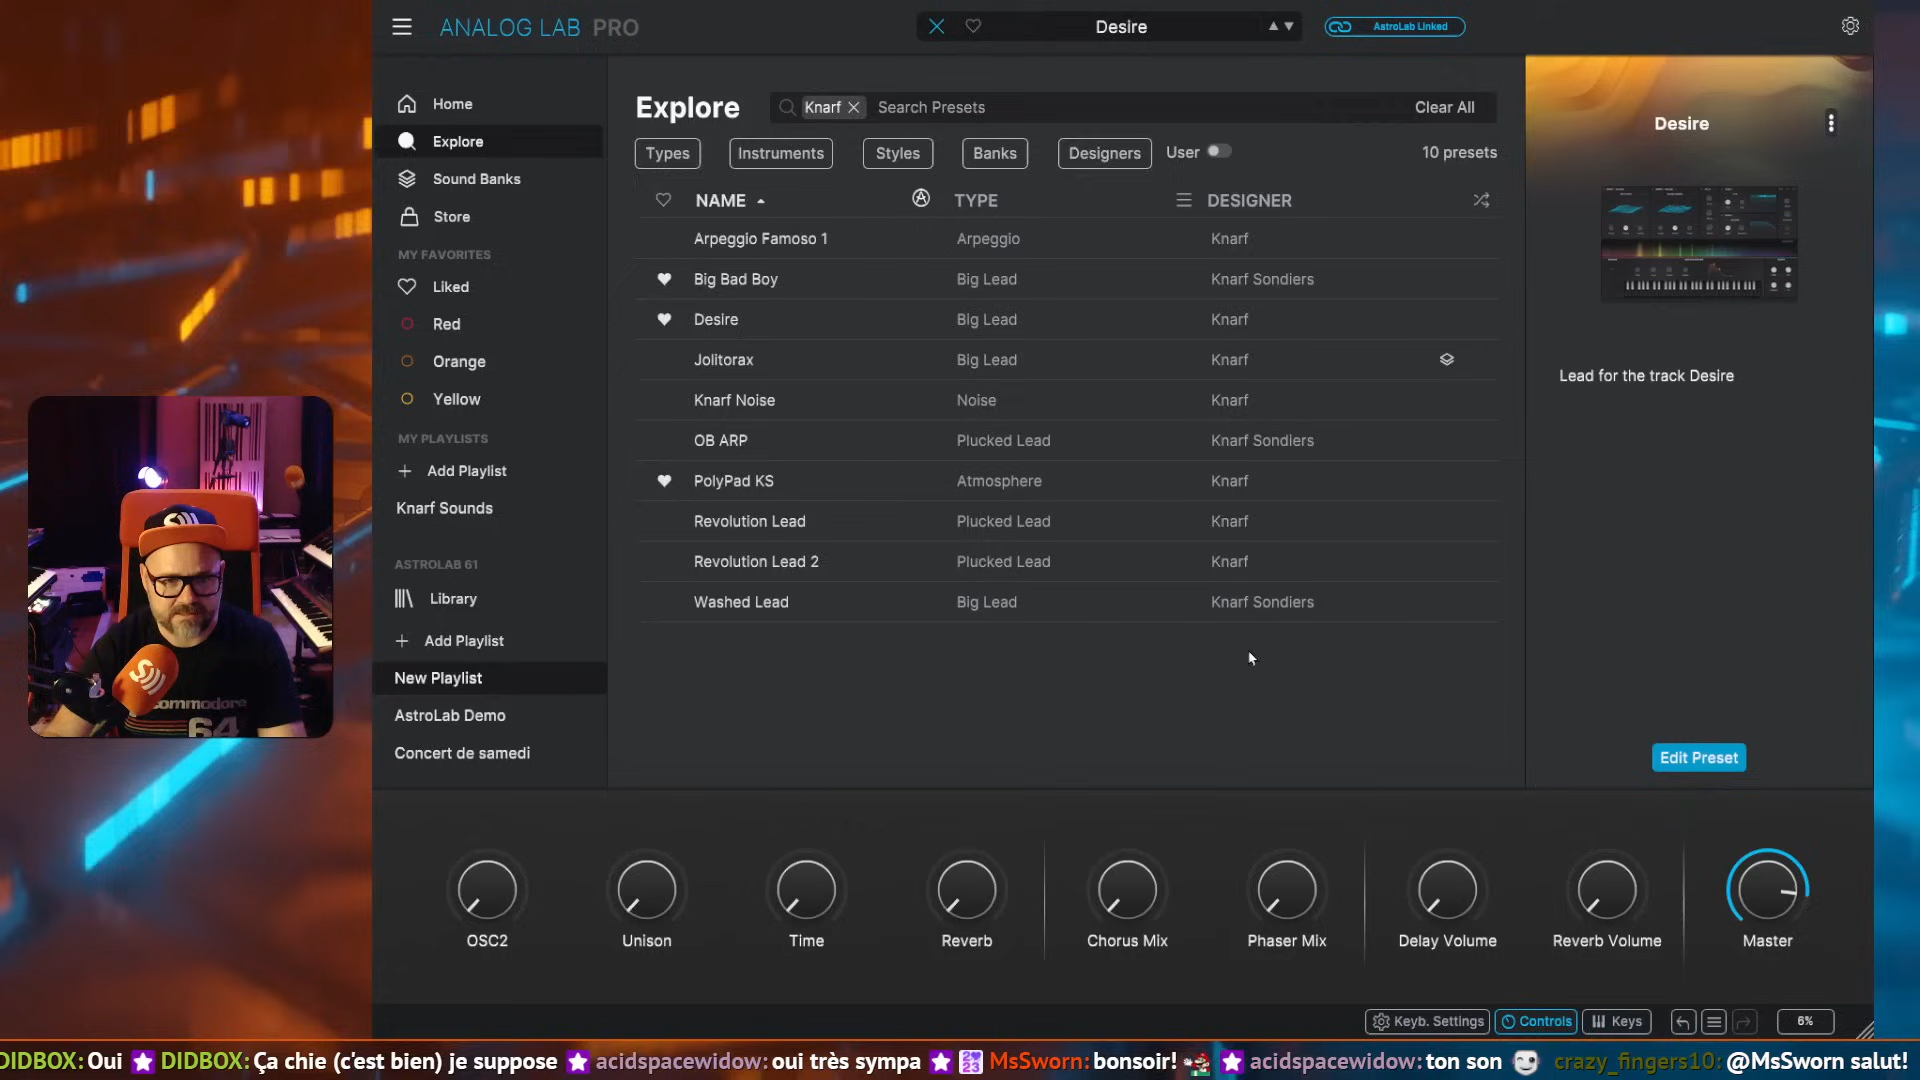 ANALOG LAB PRO
Desire
AstroLab Linked
Home
Explore
Sound Banks
Store
MY FAVORITES
Liked
Red
Orange
Yellow
MY PLAYLISTS
Add Playlist
Knarf Sounds
ASTROLAB 61
Library
Add Playlist
New Playlist
AstroLab Demo
Concert de samedi
Explore
Knarf
Search Presets
Clear All
Types
Instruments
Styles
Banks
Designers
User
10 presets
NAME TYPE DESIGNER
Arpeggio Famoso 1 Arpeggio Knarf
Big Bad Boy Big Lead Knarf Sondiers
Desire Big Lead Knarf
Jolitorax Big Lead Knarf
Knarf Noise Noise Knarf
OB ARP Plucked Lead Knarf Sondiers
PolyPad KS Atmosphere Knarf
Revolution Lead Plucked Lead Knarf
Revolution Lead 2 Plucked Lead Knarf
Washed Lead Big Lead Knarf Sondiers
Desire
Lead for the track Desire
Edit Preset
commodore
64
OSC2
Unison
Time
Reverb
Chorus Mix
Phaser Mix
Delay Volume
Reverb Volume
Master
Keyb. Settings
Controls
Keys
6%
DIDBOX: Oui DIDBOX: Ça chie (c'est bien) je suppose acidspacewidow: oui très sympa MsSworn: bonsoir! acidspacewidow: ton son crazy_fingers10: @MsSworn salut!